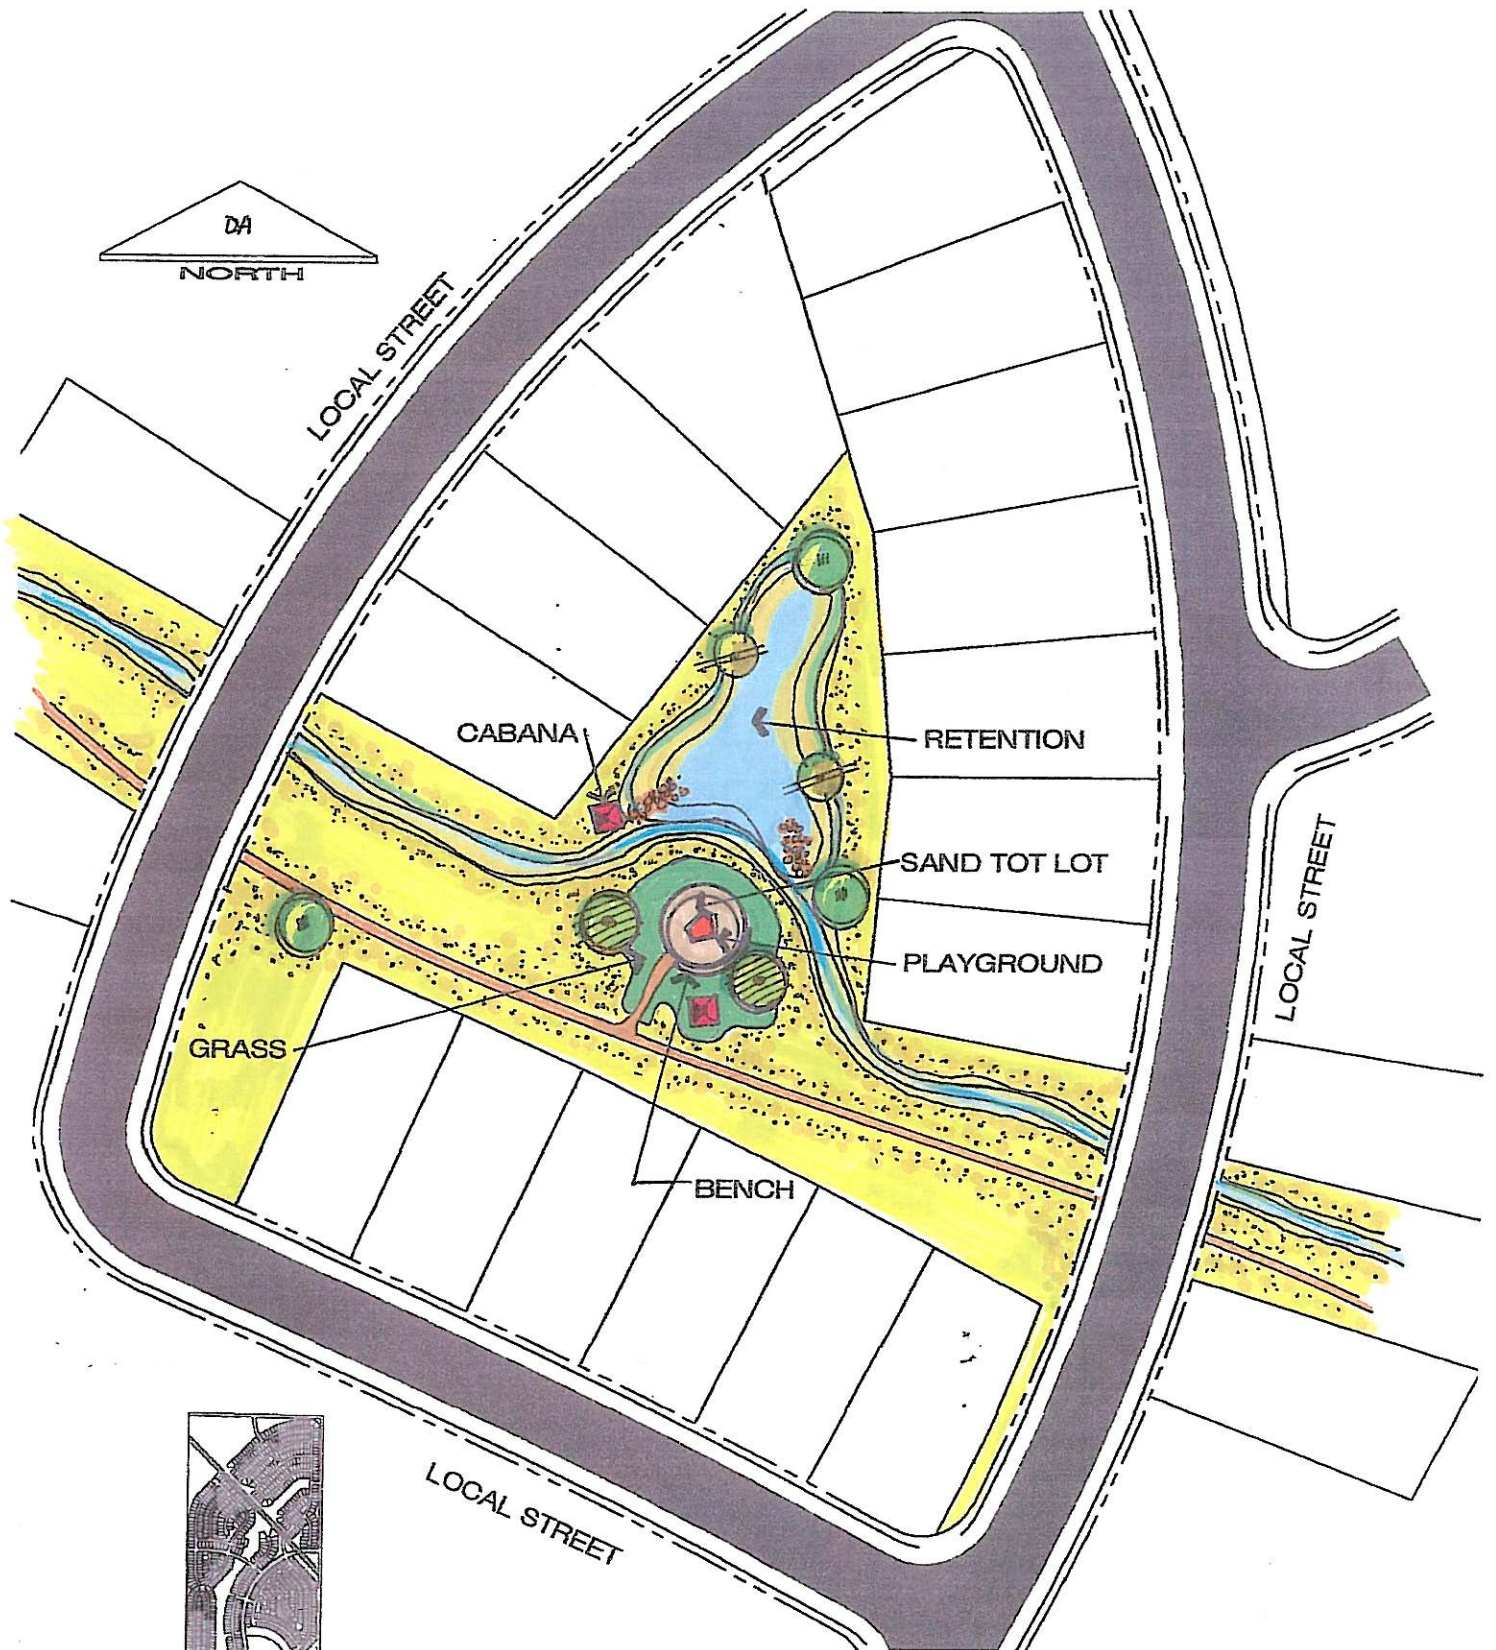 DA
NORTH
LOCAL STREET
CABANA
RETENTION
SAND TOT LOT
LOCAL STREET
PLAYGROUND
GRASS
BENCH
LOCAL STREET